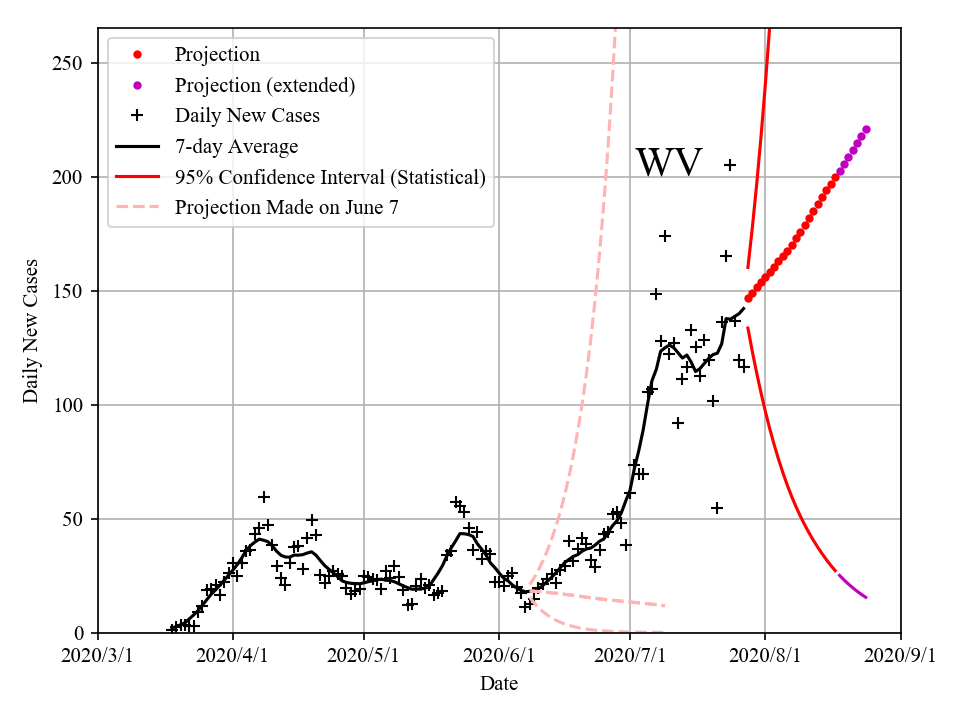 Projection
Projection (extended)
Daily New Cases
7-day Average
95% Confidence Interval (Statistical)
Projection Made on June 7
WV
250
200
150
100
50
0
Daily New Cases
2020/3/1 2020/4/1 2020/5/1 2020/6/1 2020/7/1 2020/8/1 2020/9/1
Date